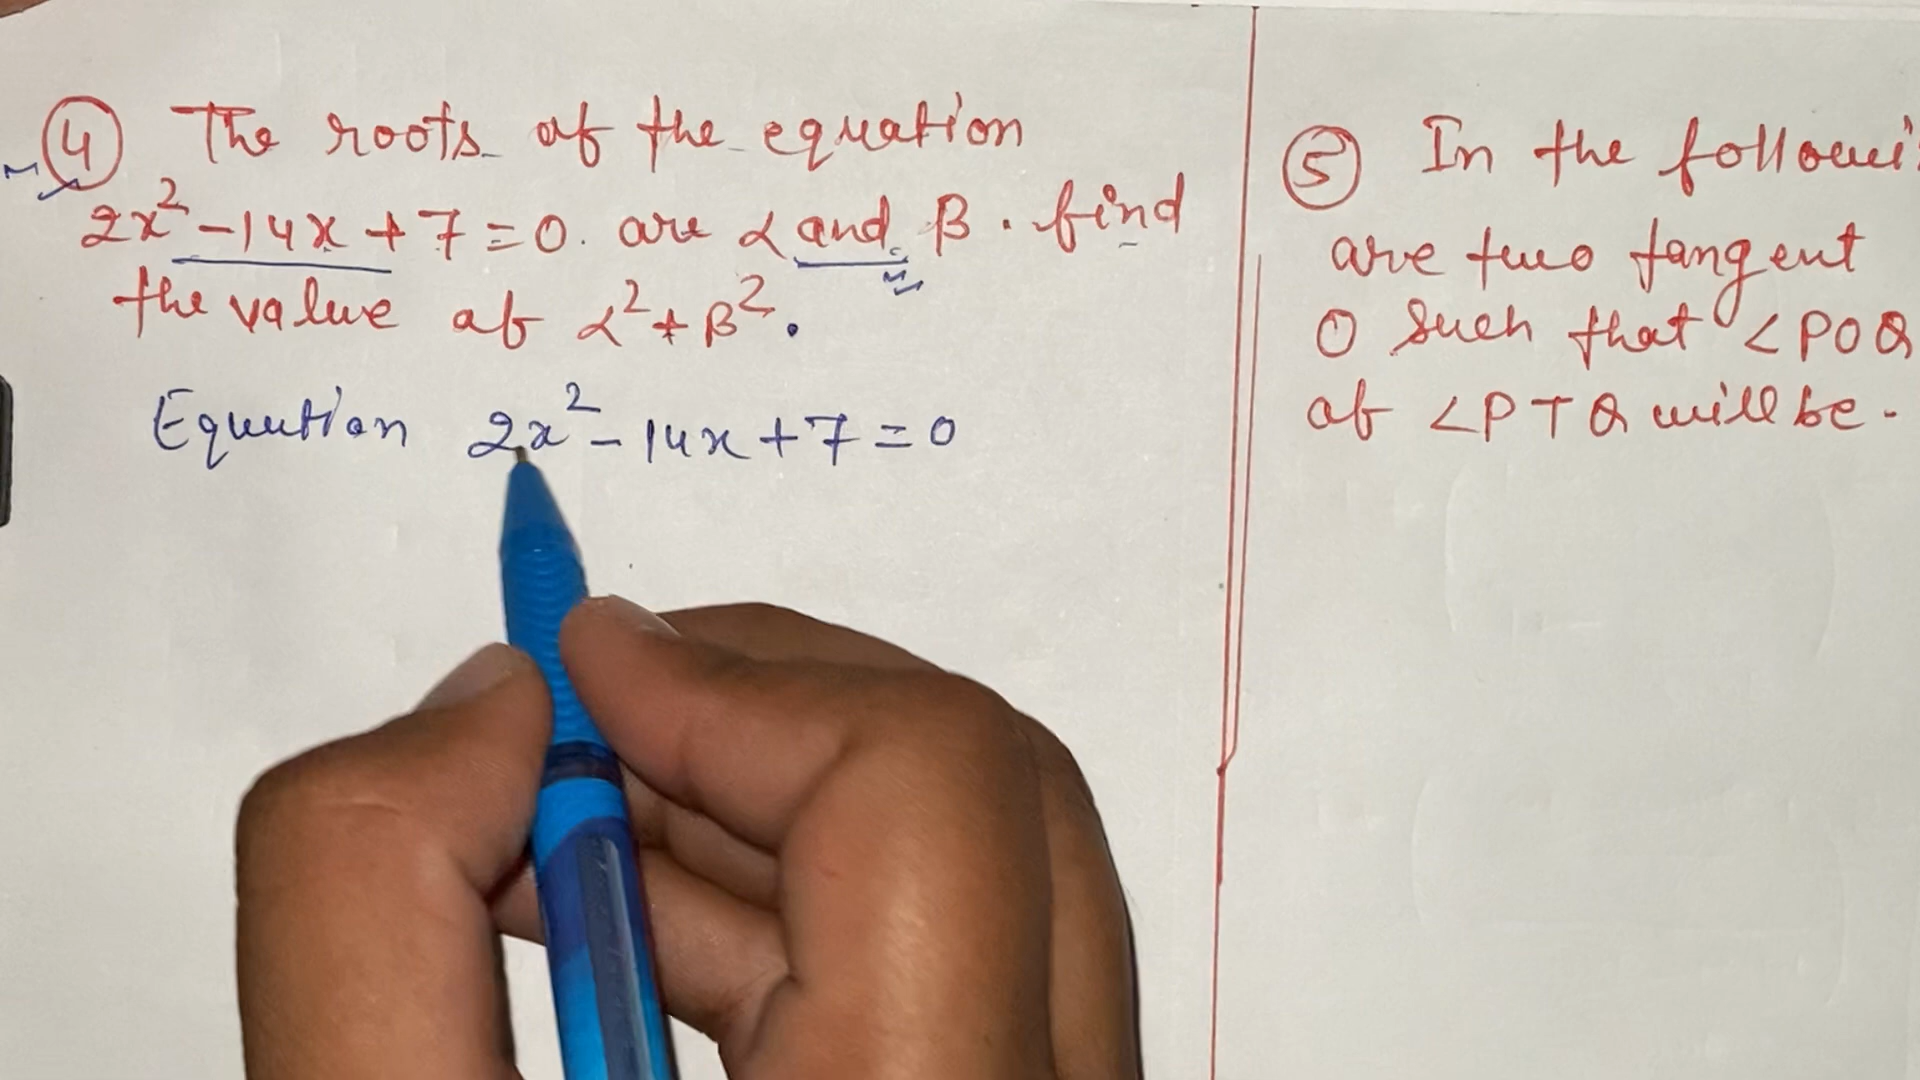 4 The roots of the equation
2x² - 14x + 7 = 0. are α and β. find
the value of α² + β².
Equation 2x² - 14x + 7 = 0
5 In the
are two tangent
O such that ∠POQ
of ∠PTQ will be.